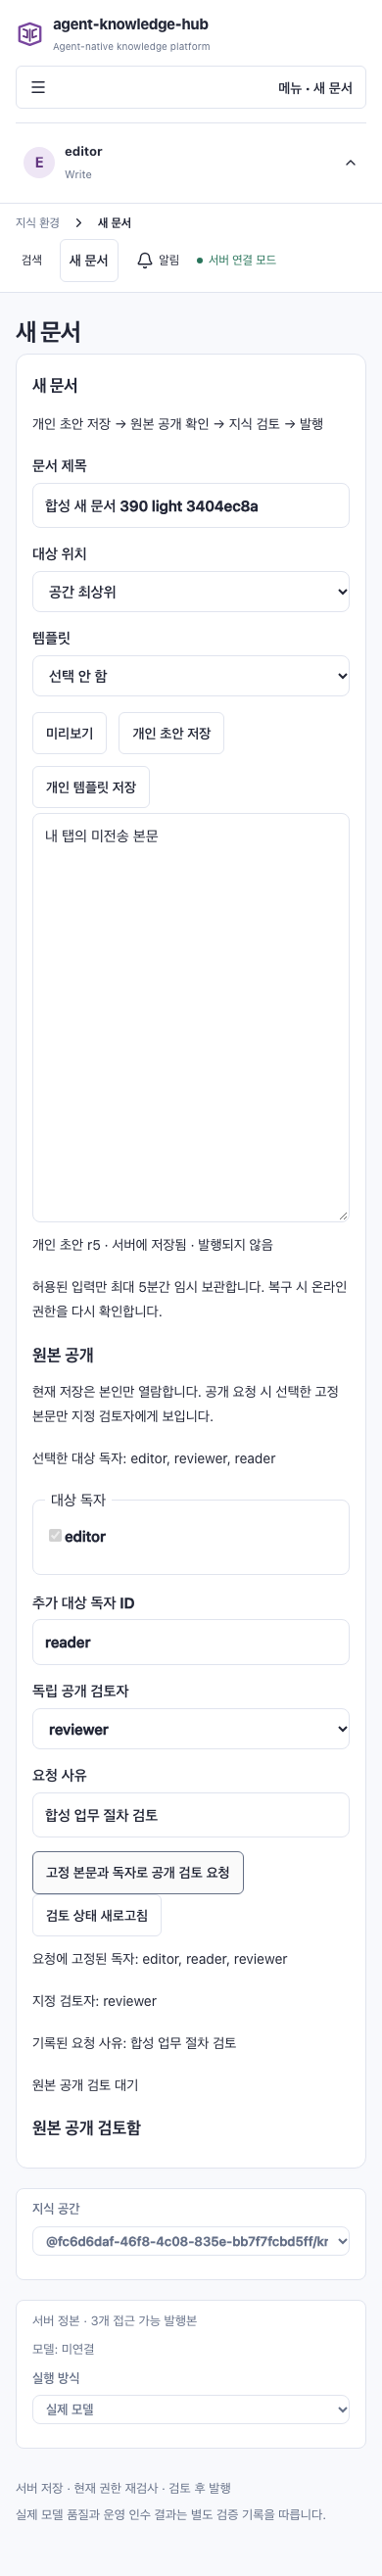 agent-knowledge-hub
Agent-native knowledge platform
메뉴 · 새 문서
E
editor
Write
지식 환경 > 새 문서
검색 새 문서 알림 서버 연결 모드
새 문서
새 문서
개인 초안 저장 → 원본 공개 확인 → 지식 검토 → 발행
문서 제목
합성 새 문서 390 light 3404ec8a
대상 위치
공간 최상위
템플릿
선택 안 함
미리보기 개인 초안 저장
개인 템플릿 저장
내 탭의 미전송 본문
개인 초안 r5 · 서버에 저장됨 · 발행되지 않음
허용된 입력만 최대 5분간 임시 보관합니다. 복구 시 온라인
권한을 다시 확인합니다.
원본 공개
현재 저장은 본인만 열람합니다. 공개 요청 시 선택한 고정
본문만 지정 검토자에게 보입니다.
선택한 대상 독자: editor, reviewer, reader
대상 독자
editor
추가 대상 독자 ID
reader
독립 공개 검토자
reviewer
요청 사유
합성 업무 절차 검토
고정 본문과 독자로 공개 검토 요청
검토 상태 새로고침
요청에 고정된 독자: editor, reader, reviewer
지정 검토자: reviewer
기록된 요청 사유: 합성 업무 절차 검토
원본 공개 검토 대기
원본 공개 검토함
지식 공간
@fc6d6daf-46f8-4c08-835e-bb7f7fcbd5ff/kr
서버 정본 · 3개 접근 가능 발행본
모델: 미연결
실행 방식
실제 모델
서버 저장 · 현재 권한 재검사 · 검토 후 발행
실제 모델 품질과 운영 인수 결과는 별도 검증 기록을 따릅니다.